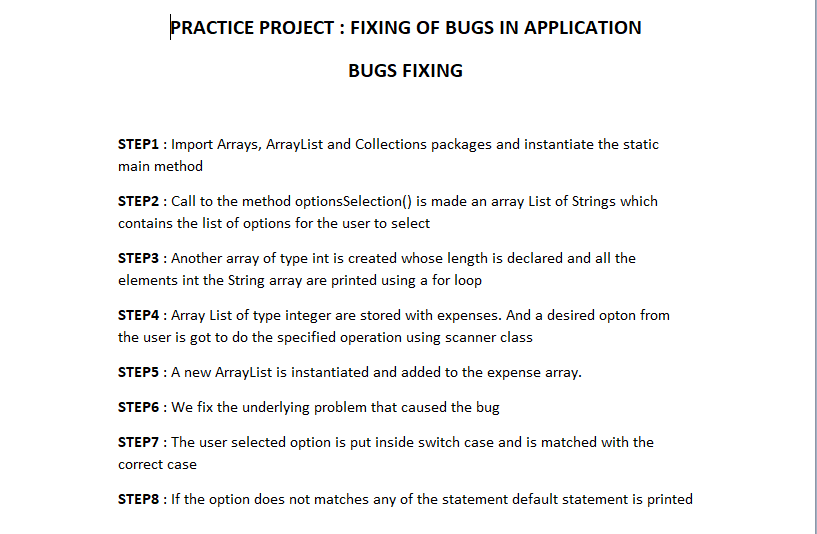 PRACTICE PROJECT : FIXING OF BUGS IN APPLICATION
BUGS FIXING
STEP1 : Import Arrays, ArrayList and Collections packages and instantiate the static
main method
STEP2 : Call to the method optionsSelection() is made an array List of Strings which
contains the list of options for the user to select
STEP3 : Another array of type int is created whose length is declared and all the
elements int the String array are printed using a for loop
STEP4 : Array List of type integer are stored with expenses. And a desired opton from
the user is got to do the specified operation using scanner class
STEP5 : A new ArrayList is instantiated and added to the expense array.
STEP6 : We fix the underlying problem that caused the bug
STEP7 : The user selected option is put inside switch case and is matched with the
correct case
STEP8 : If the option does not matches any of the statement default statement is printed